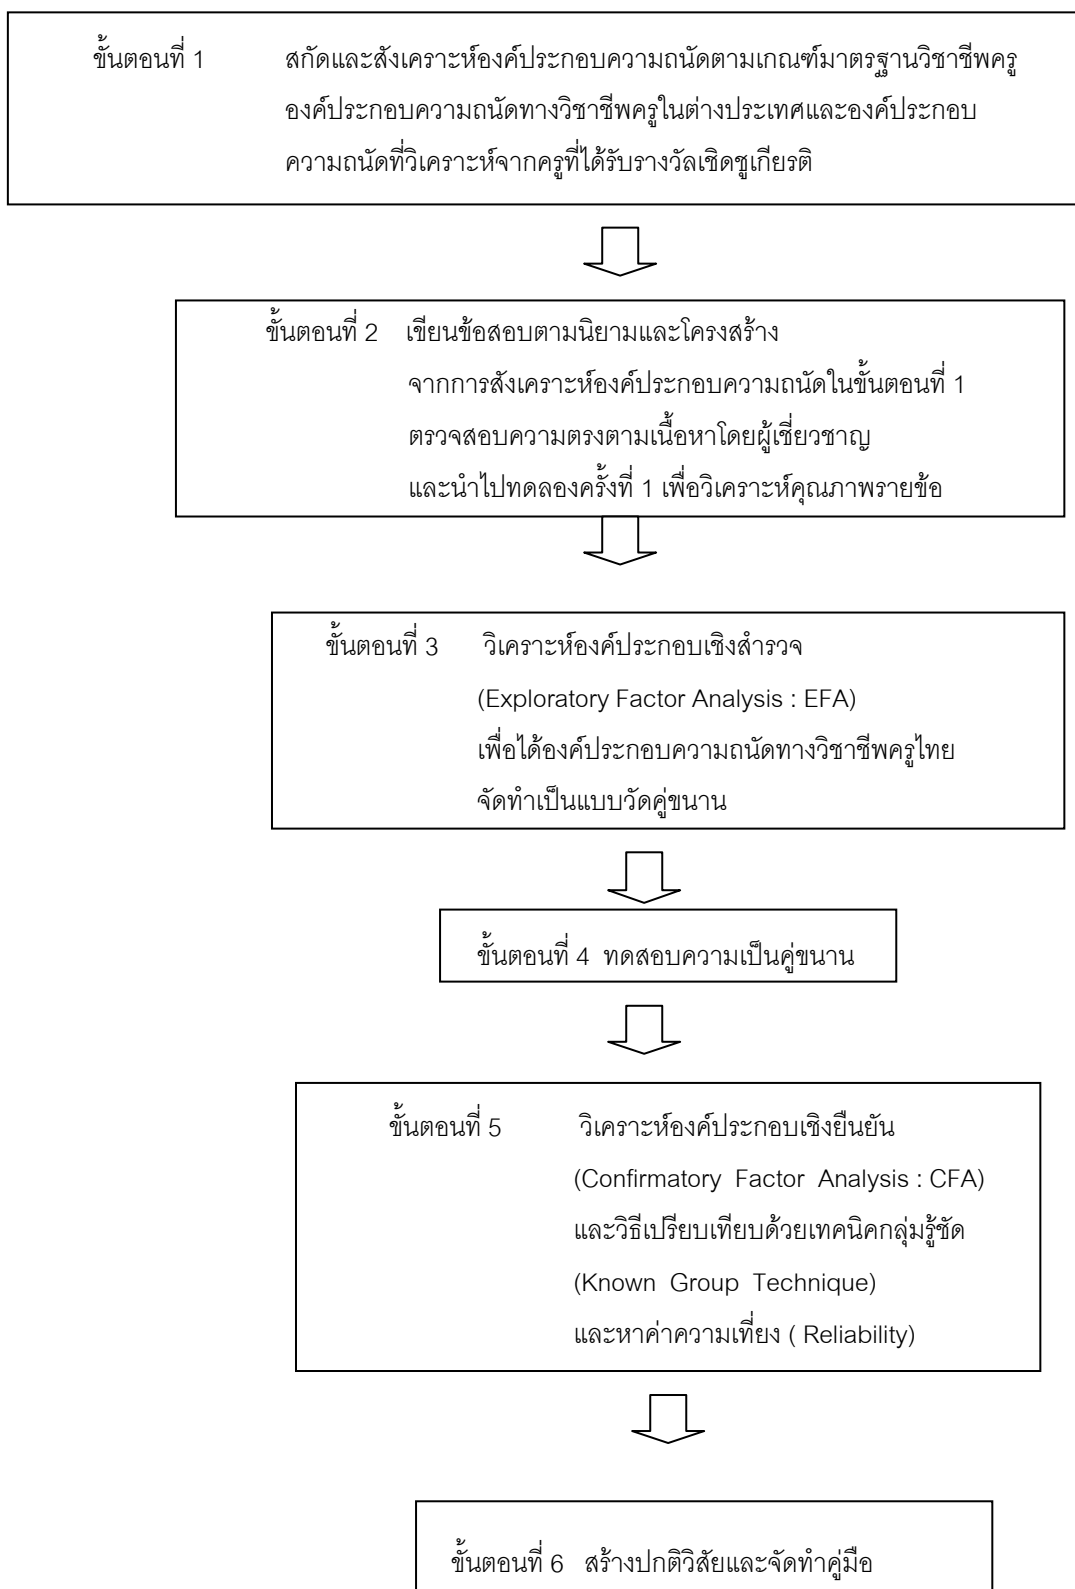 ขั้นตอนที่ 1 สกัดและสังเคราะห์องค์ประกอบความถนัดตามเกณฑ์มาตรฐานวิชาชีพครู
องค์ประกอบความถนัดทางวิชาชีพครูในต่างประเทศและองค์ประกอบ
ความถนัดที่วิเคราะห์จากครูที่ได้รับรางวัลเชิดชูเกียรติ
ขั้นตอนที่ 2 เขียนข้อสอบตามนิยามและโครงสร้าง
จากการสังเคราะห์องค์ประกอบความถนัดในขั้นตอนที่ 1
ตรวจสอบความตรงตามเนื้อหาโดยผู้เชี่ยวชาญ
และนำไปทดลองครั้งที่ 1 เพื่อวิเคราะห์คุณภาพรายข้อ
ขั้นตอนที่ 3 วิเคราะห์องค์ประกอบเชิงสำรวจ
(Exploratory Factor Analysis : EFA)
เพื่อได้องค์ประกอบความถนัดทางวิชาชีพครูไทย
จัดทำเป็นแบบวัดคู่ขนาน
ขั้นตอนที่ 4 ทดสอบความเป็นคู่ขนาน
ขั้นตอนที่ 5 วิเคราะห์องค์ประกอบเชิงยืนยัน
(Confirmatory Factor Analysis : CFA)
และวิธีเปรียบเทียบด้วยเทคนิคกลุ่มรู้ชัด
(Known Group Technique)
และหาค่าความเที่ยง ( Reliability)
ขั้นตอนที่ 6 สร้างปกติวิสัยและจัดทำคู่มือ